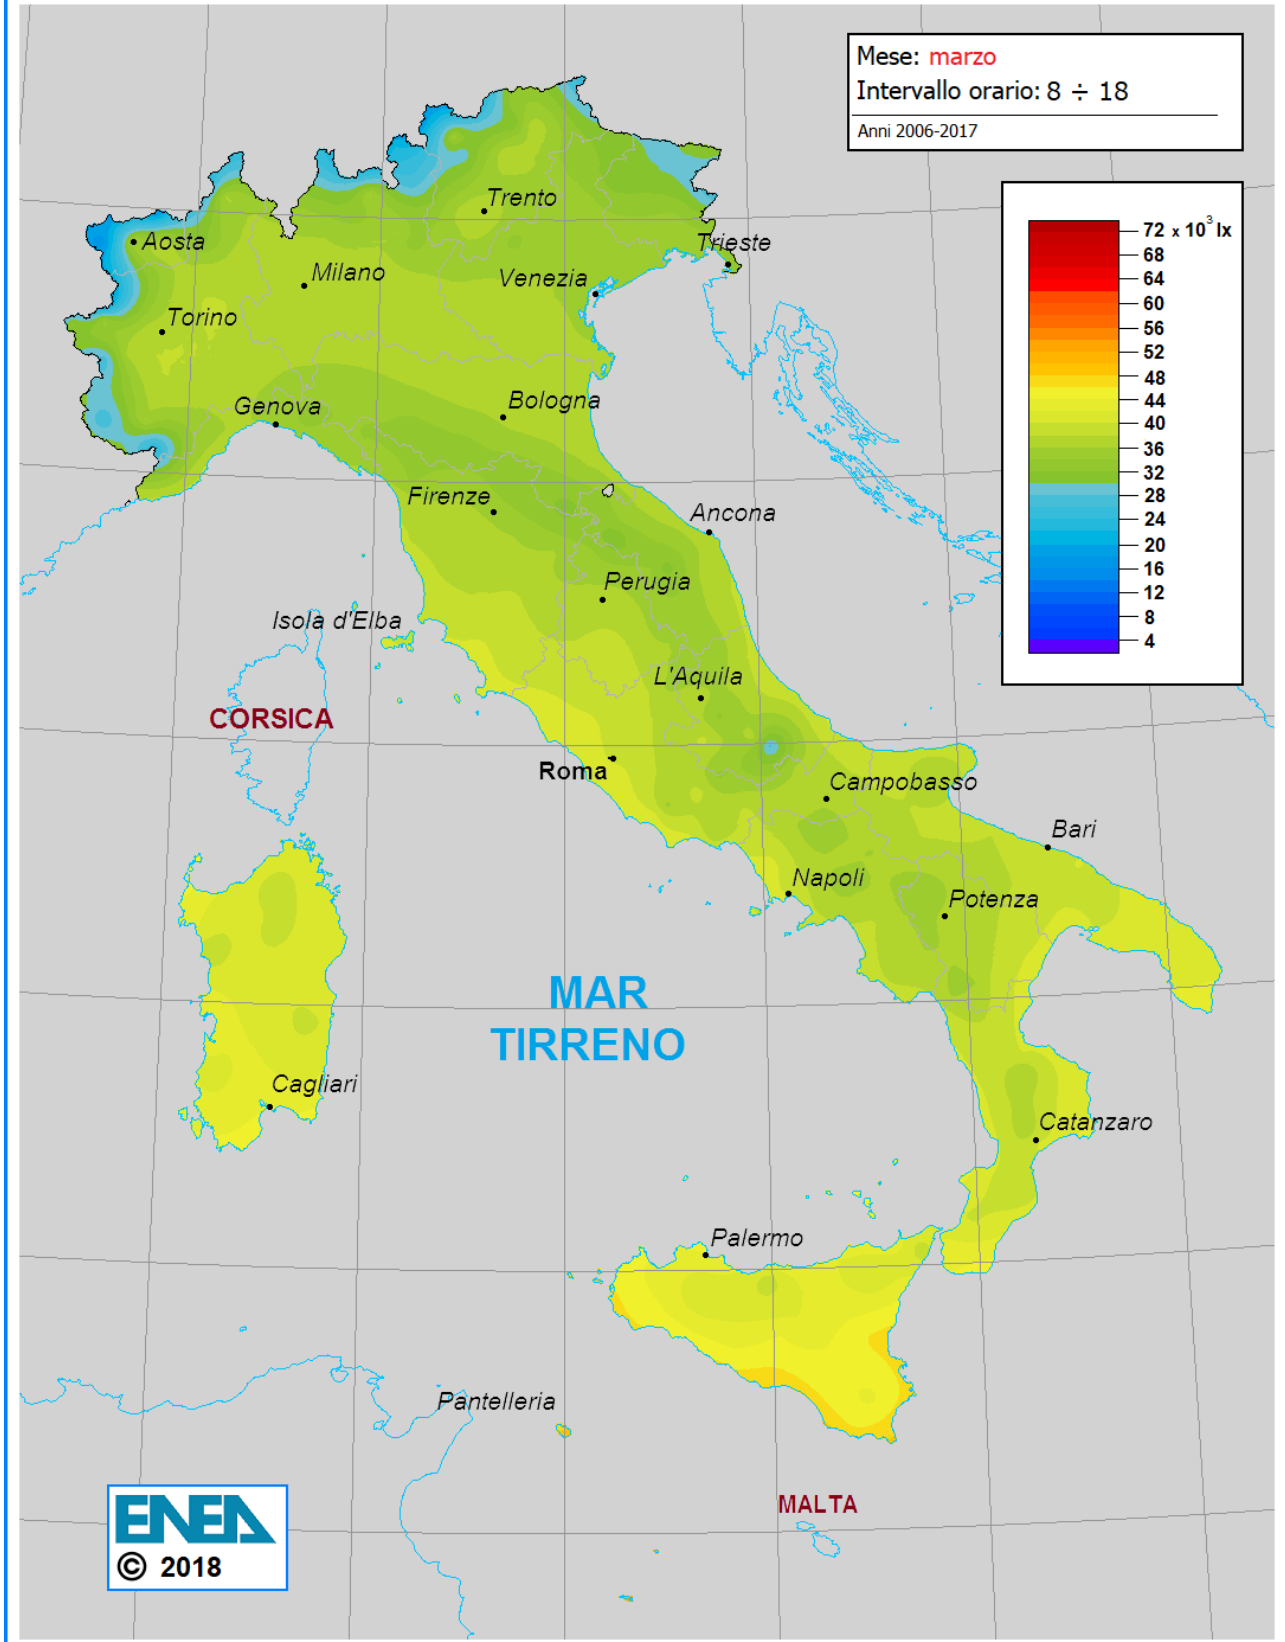 Mese: marzo
Intervallo orario: 8 ÷ 18
Anni 2006-2017
72 x 10³ lx
68
64
60
56
52
48
44
40
36
32
28
24
20
16
12
8
4
Trento
Aosta
Trieste
Milano
Venezia
Torino
Genova
Bologna
Firenze
Ancona
Perugia
Isola d'Elba
L'Aquila
CORSICA
Roma
Campobasso
Bari
Napoli
Potenza
MAR
TIRRENO
Cagliari
Catanzaro
Palermo
Pantelleria
MALTA
ENEA
© 2018